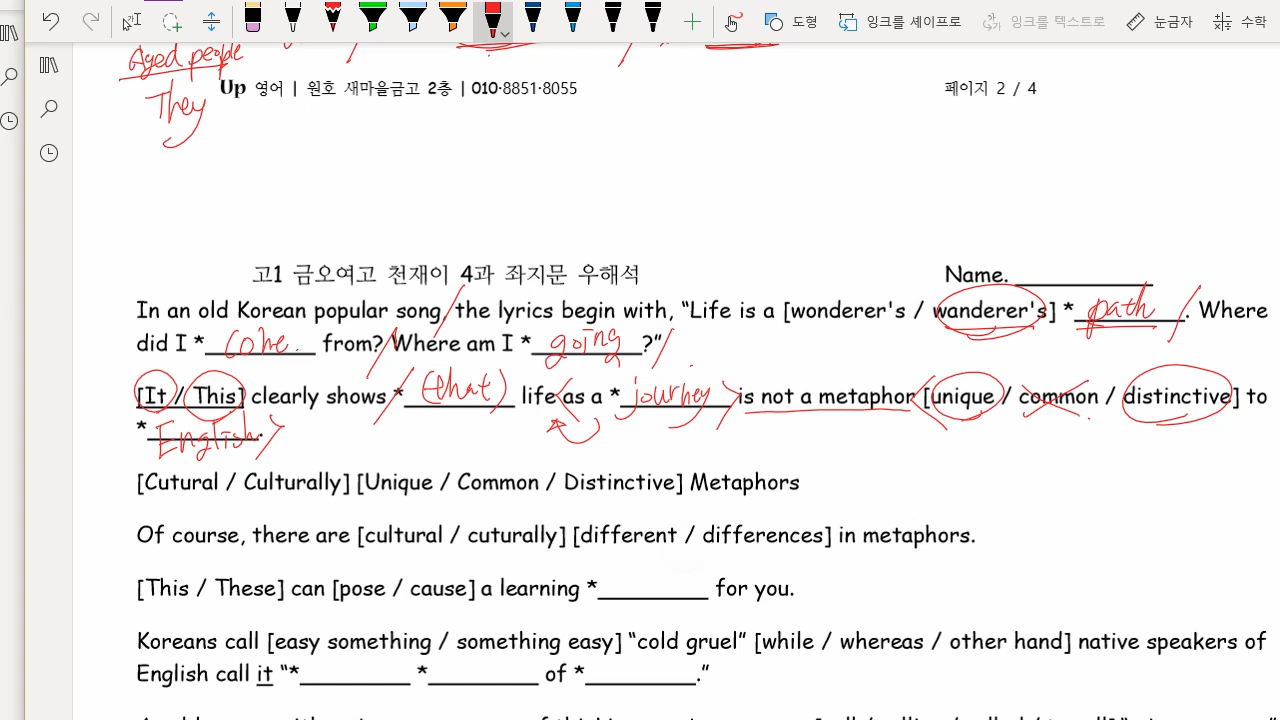 도형 잉크를 셰이프로 잉크를 텍스트로 눈금자 수학
Aged people
They
Up 영어 | 원호 새마을금고 2층 | 010·8851·8055 페이지 2 / 4
고1 금오여고 천재이 4과 좌지문 우해석 Name.
In an old Korean popular song, the lyrics begin with, “Life is a [wonderer's / wanderer's] * path. Where
did I * come from? Where am I * going ?”
[It / This] clearly shows * (that) life as a * journey is not a metaphor [unique / common / distinctive] to
* English.
[Cutural / Culturally] [Unique / Common / Distinctive] Metaphors
Of course, there are [cultural / cuturally] [different / differences] in metaphors.
[This / These] can [pose / cause] a learning *__________ for you.
Koreans call [easy something / something easy] “cold gruel” [while / whereas / other hand] native speakers of
English call it “*__________ *__________ of *__________.”